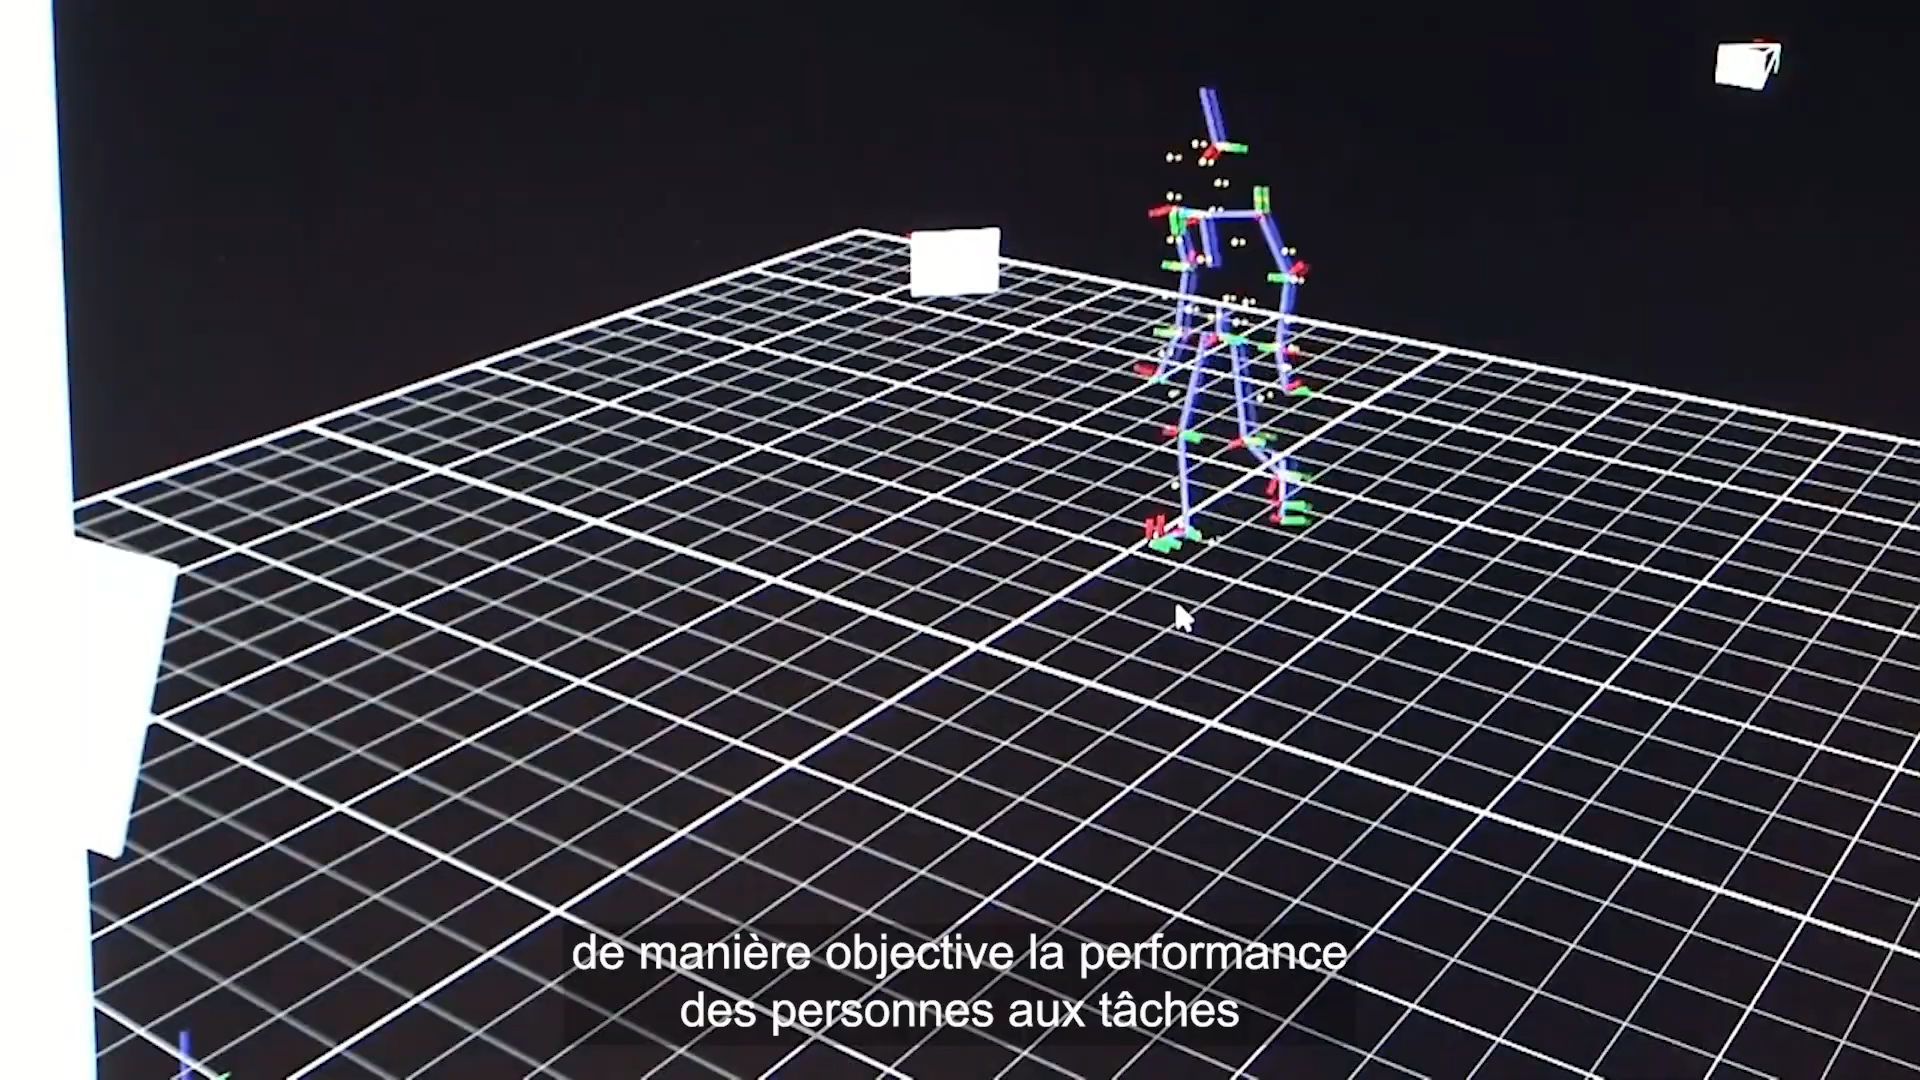 de manière objective la performance
des personnes aux tâches